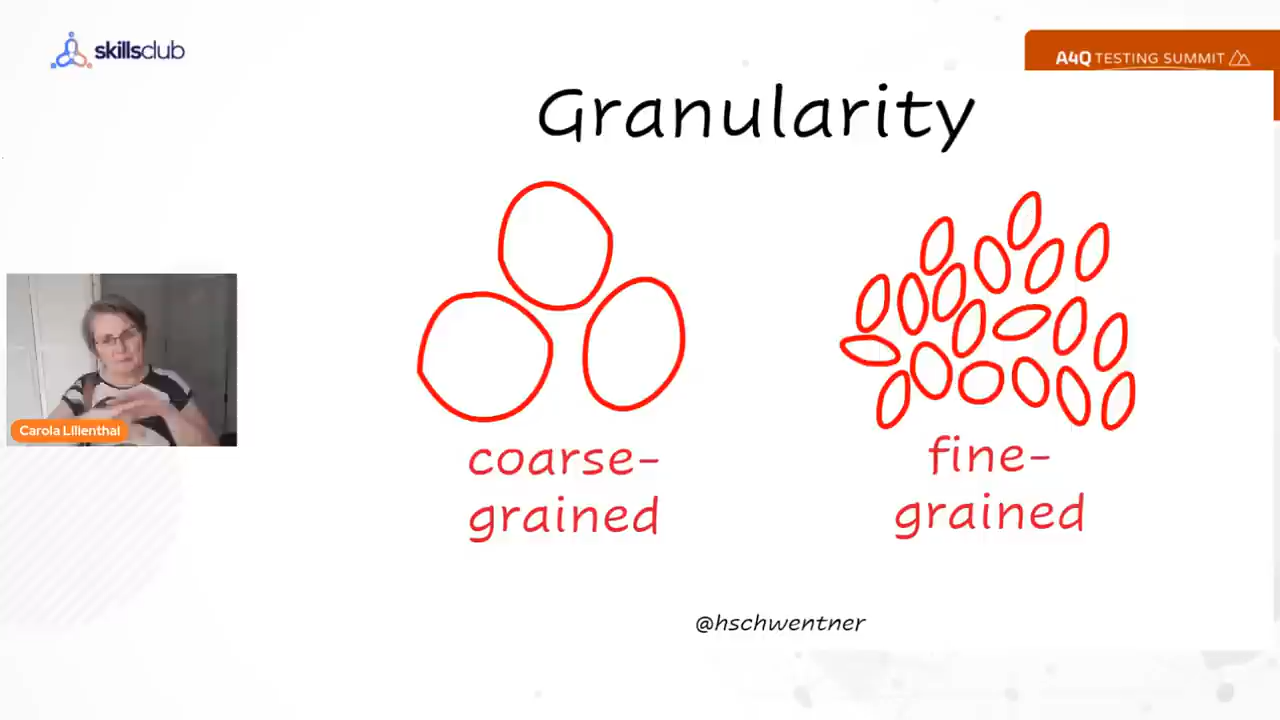 skillsclub
A4Q TESTING SUMMIT
Granularity
coarse-
grained
fine-
grained
Carola Lilienthal
@hschwentner